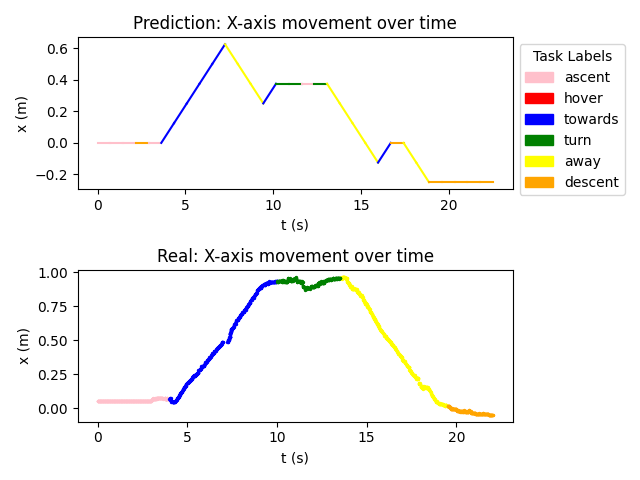 Prediction: X-axis movement over time
0.6
0.4
0.2
0.0
−0.2
x (m)
0 5 10 15 20
t (s)
Task Labels
ascent
hover
towards
turn
away
descent
Real: X-axis movement over time
1.00
0.75
0.50
0.25
0.00
x (m)
0 5 10 15 20
t (s)